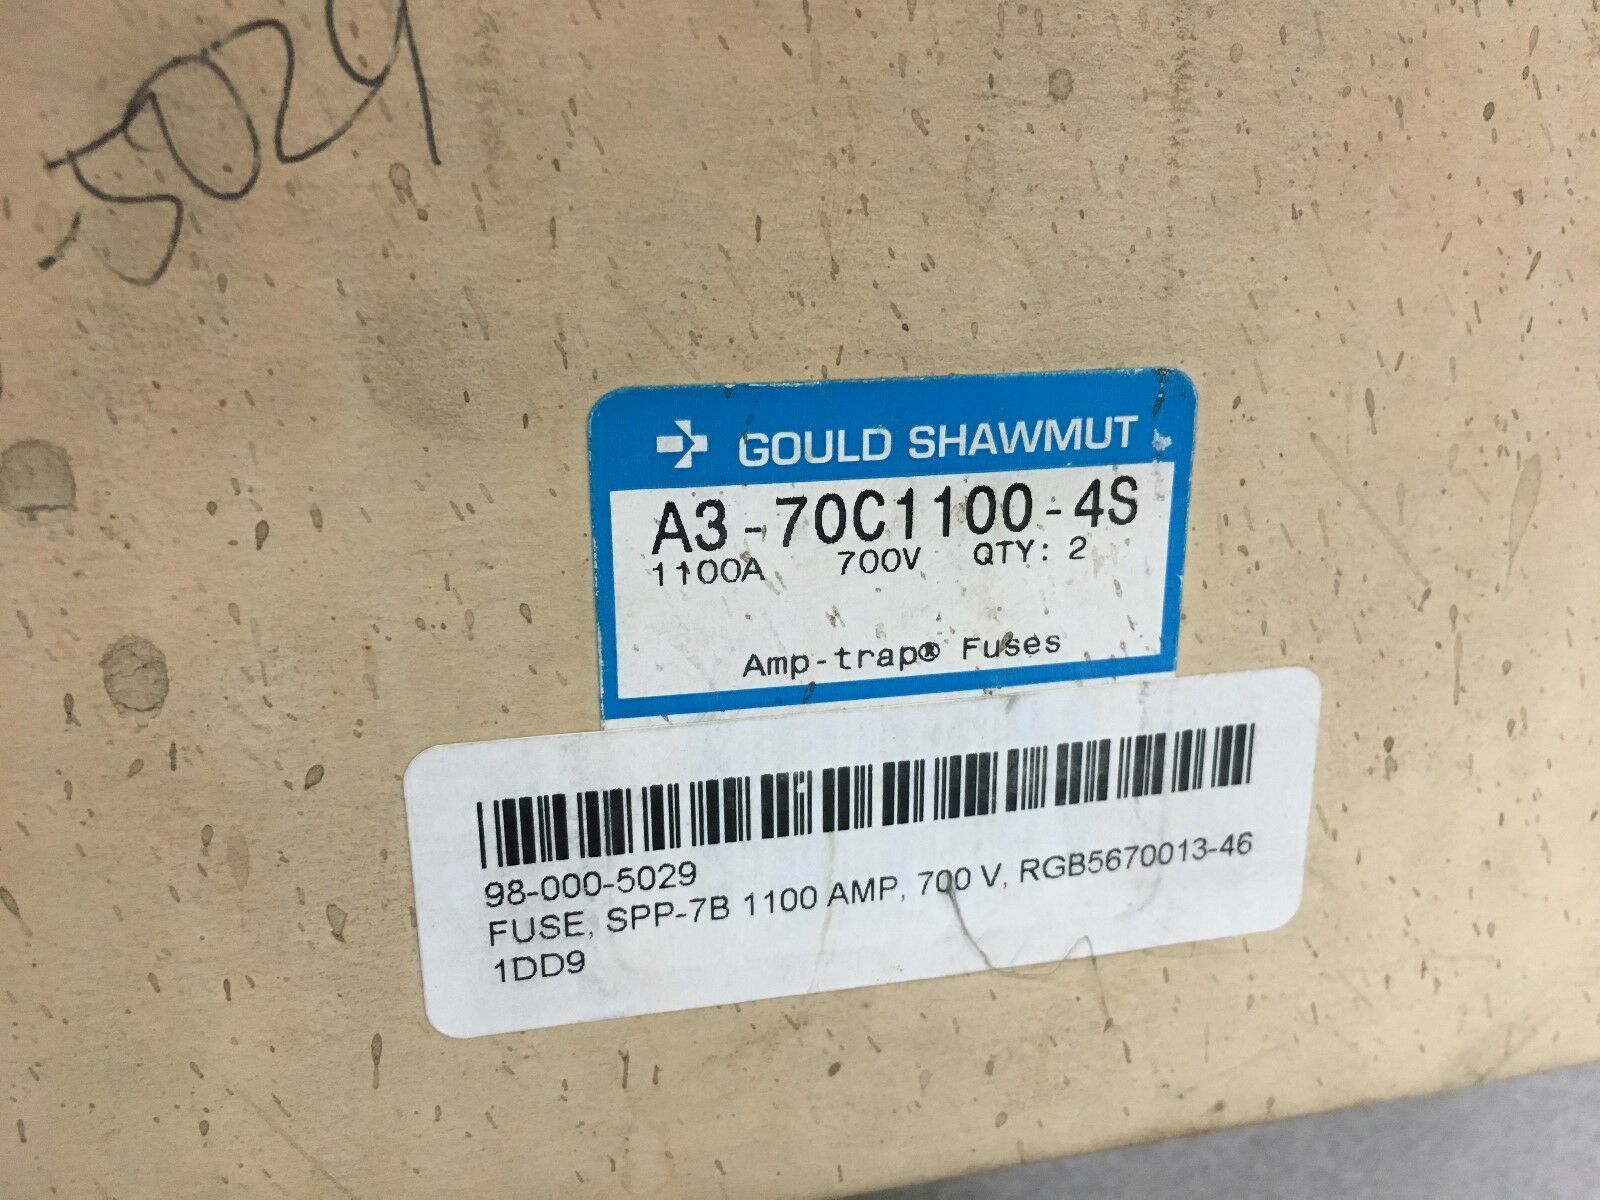 5029
GOULD SHAWMUT
A3-70C1100-4S
1100A 700V QTY: 2
Amp-trap® Fuses
98-000-5029
FUSE, SPP-7B 1100 AMP, 700 V, RGB5670013-46
1DD9